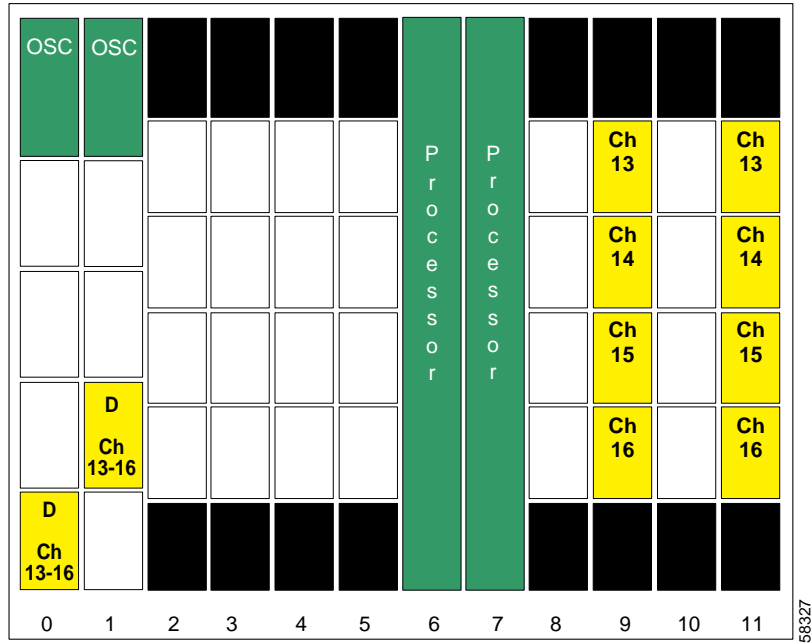 OSC OSC
Processor Processor
Ch 13
Ch 13
Ch 14
Ch 14
Ch 15
Ch 15
Ch 16
Ch 16
D
Ch
13-16
D
Ch
13-16
0 1 2 3 4 5 6 7 8 9 10 11
58327